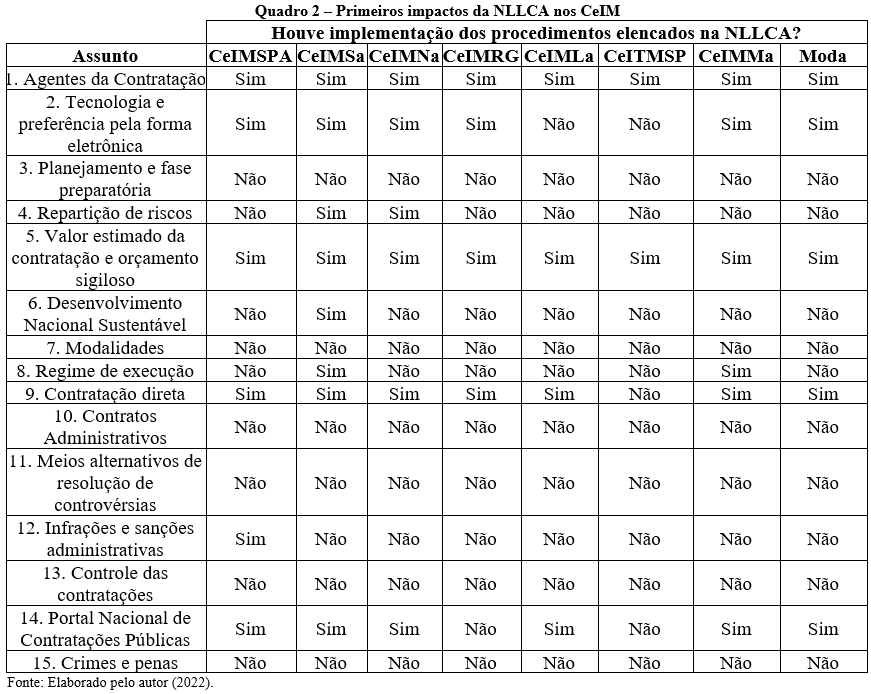 Quadro 2 – Primeiros impactos da NLLCA nos CeIM
Houve implementação dos procedimentos elencados na NLLCA?
Assunto CeIMSPA CeIMSa CeIMNa CeIMRG CeIMLa CeITMSP CeIMMa Moda
1. Agentes da Contratação Sim Sim Sim Sim Sim Sim Sim Sim
2. Tecnologia e
preferência pela forma Sim Sim Sim Sim Não Não Sim Sim
eletrônica
3. Planejamento e fase
preparatória Não Não Não Não Não Não Não Não
4. Repartição de riscos Não Sim Sim Não Não Não Não Não
5. Valor estimado da
contratação e orçamento Sim Sim Sim Sim Sim Sim Sim Sim
sigiloso
6. Desenvolvimento
Nacional Sustentável Não Sim Não Não Não Não Não Não
7. Modalidades Não Não Não Não Não Não Não Não
8. Regime de execução Não Sim Não Não Não Não Sim Não
9. Contratação direta Sim Sim Sim Sim Sim Não Sim Sim
10. Contratos
Administrativos Não Não Não Não Não Não Não Não
11. Meios alternativos de
resolução de Não Não Não Não Não Não Não Não
controvérsias
12. Infrações e sanções
administrativas Sim Não Não Não Não Não Não Não
13. Controle das
contratações Não Não Não Não Não Não Não Não
14. Portal Nacional de
Contratações Públicas Sim Sim Sim Não Sim Não Sim Sim
15. Crimes e penas Não Não Não Não Não Não Não Não
Fonte: Elaborado pelo autor (2022).